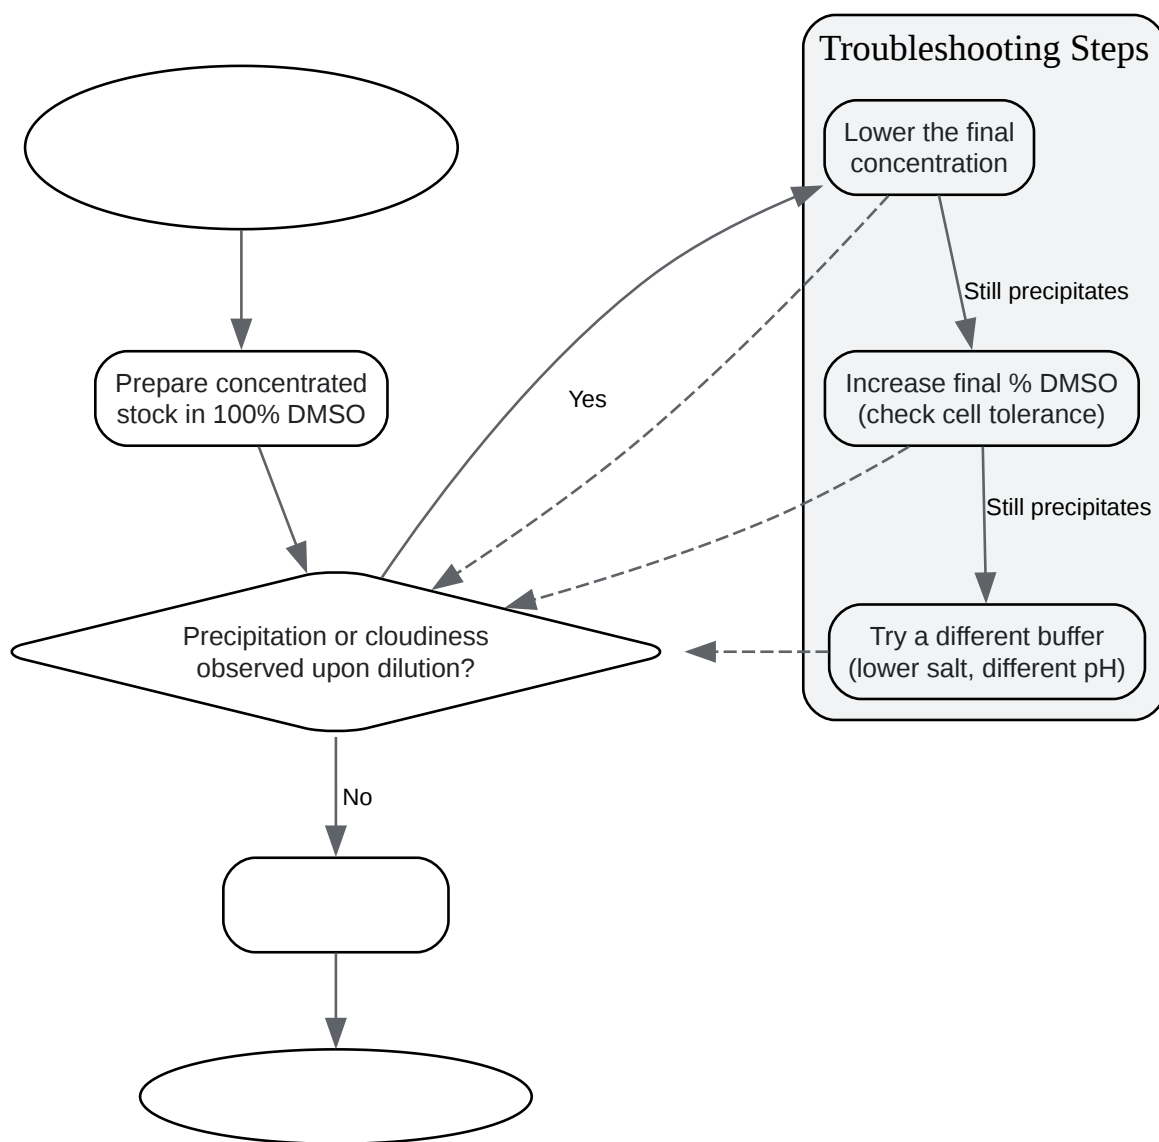 Troubleshooting Steps
Lower the final
concentration
Still precipitates
Prepare concentrated
stock in 100% DMSO
Yes
Increase final % DMSO
(check cell tolerance)
Still precipitates
Precipitation or cloudiness
observed upon dilution?
Try a different buffer
(lower salt, different pH)
No